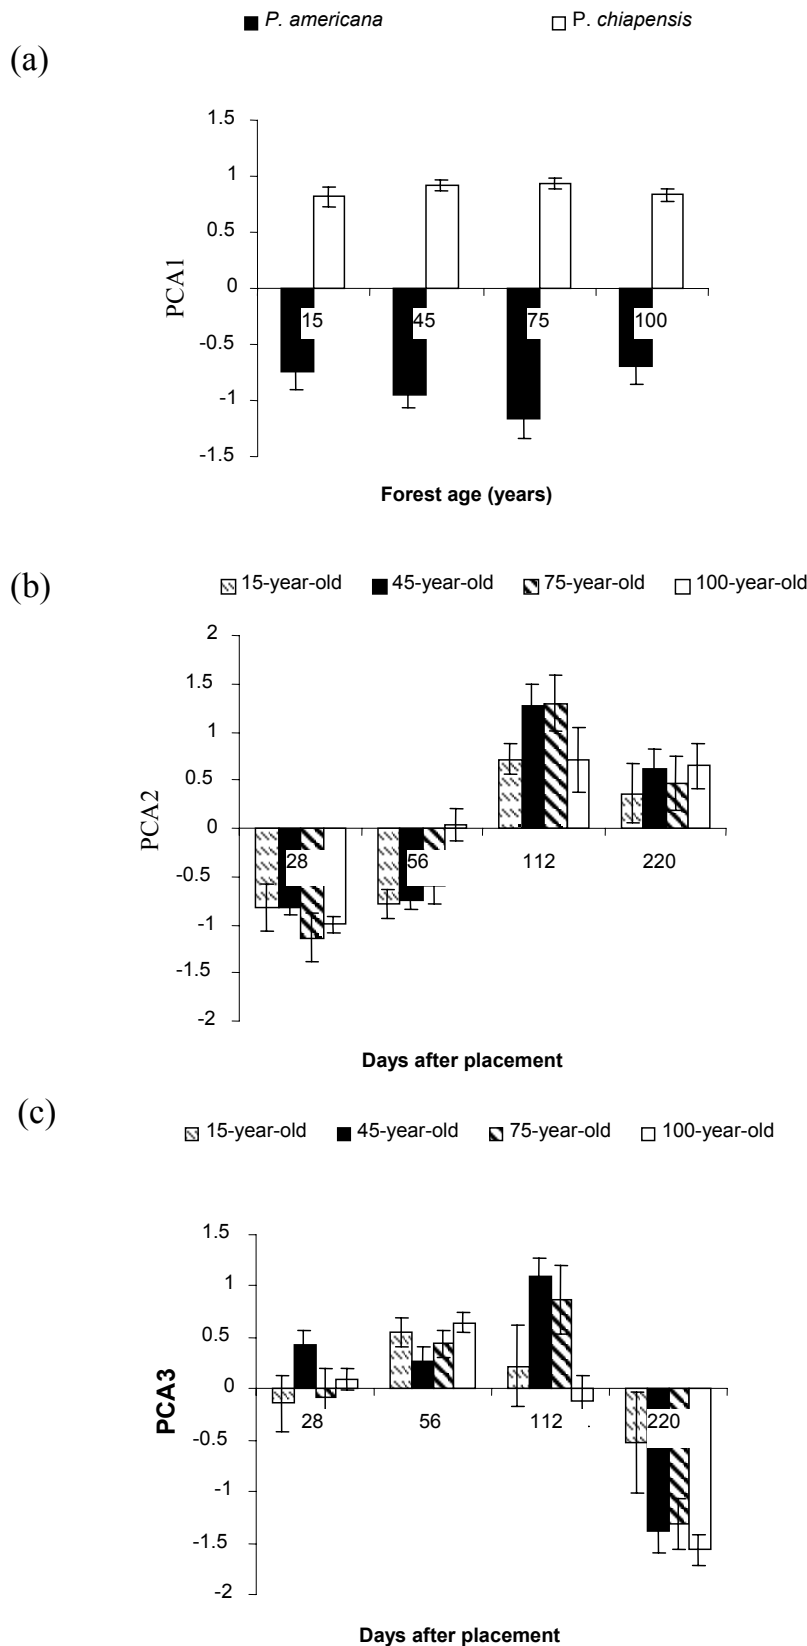 P. americana P. chiapensis
(a)
1.5
1
0.5
0
-0.5
-1
-1.5
PCA1
15 45 75 100
Forest age (years)
(b)
15-year-old 45-year-old 75-year-old 100-year-old
2
1.5
1
0.5
0
-0.5
-1
-1.5
-2
PCA2
28 56 112 220
Days after placement
(c)
15-year-old 45-year-old 75-year-old 100-year-old
1.5
1
0.5
0
-0.5
-1
-1.5
-2
PCA3
28 56 112 . 220
Days after placement